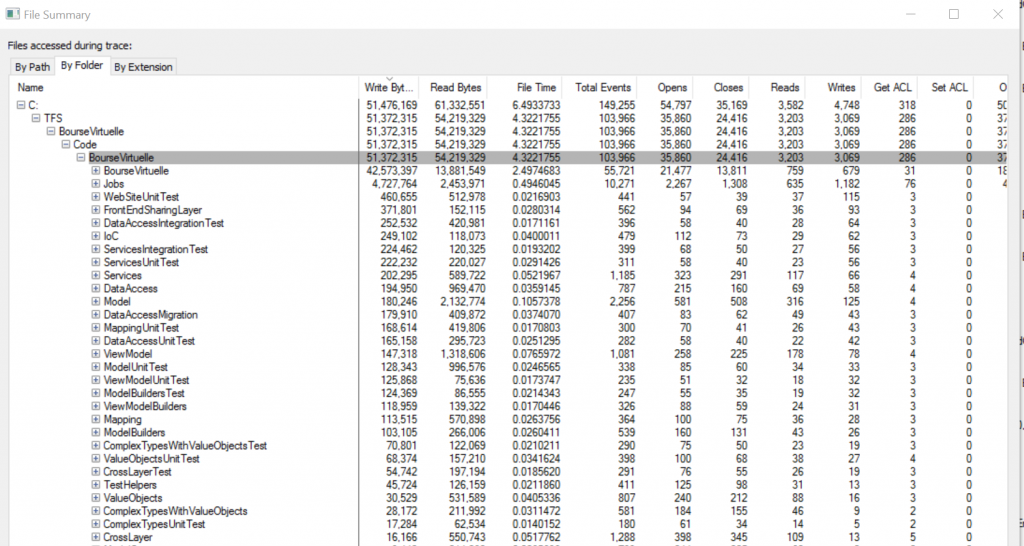 File Summary
Files accessed during trace:
By Path By Folder By Extension
Name Write Byt... Read Bytes File Time Total Events Opens Closes Reads Writes Get ACL Set ACL O
C: 51,476,169 61,332,551 6.4933733 149,255 54,797 35,169 3,582 4,748 318 0 50
TFS 51,372,315 54,219,329 4.3221755 103,966 35,860 24,416 3,203 3,069 286 0 37
BourseVirtuelle 51,372,315 54,219,329 4.3221755 103,966 35,860 24,416 3,203 3,069 286 0 37
Code 51,372,315 54,219,329 4.3221755 103,966 35,860 24,416 3,203 3,069 286 0 37
BourseVirtuelle 51,372,315 54,219,329 4.3221755 103,966 35,860 24,416 3,203 3,069 286 0 37
BourseVirtuelle 42,573,397 13,881,549 2.4974683 55,721 21,477 13,811 759 679 31 0 18
Jobs 4,727,764 2,453,971 0.4946045 10,271 2,267 1,308 635 1,182 76 0 4
WebSiteUnitTest 460,655 512,978 0.0216903 441 57 39 37 115 3 0
FrontEndSharingLayer 371,801 152,115 0.0280314 562 94 69 36 93 3 0
DataAccessIntegrationTest 252,532 420,981 0.0171161 396 58 40 28 64 3 0
IoC 249,102 118,073 0.0400011 479 112 73 29 62 3 0
ServicesIntegrationTest 224,462 120,325 0.0193202 399 68 50 27 56 3 0
ServicesUnitTest 222,232 220,027 0.0291426 311 58 40 23 56 3 0
Services 202,295 589,722 0.0521967 1,185 323 291 117 66 4 0
DataAccess 194,950 969,470 0.0359145 787 215 160 69 58 4 0
Model 180,246 2,132,774 0.1057378 2,256 581 508 316 125 4 0
DataAccessMigration 179,910 409,872 0.0374070 407 83 62 49 43 3 0
MappingUnitTest 168,614 419,806 0.0170803 300 70 41 26 43 3 0
DataAccessUnitTest 165,158 295,723 0.0251295 282 58 40 22 42 3 0
ViewModel 147,318 1,318,606 0.0765972 1,081 258 225 178 78 4 0
ModelUnitTest 128,343 996,576 0.0246565 338 85 60 34 33 3 0
ViewModelUnitTest 125,868 75,636 0.0173747 235 51 32 18 32 3 0
ModelBuildersTest 124,369 86,555 0.0214343 247 55 35 19 32 3 0
ViewModelBuilders 118,959 139,322 0.0170446 326 88 59 24 31 3 0
Mapping 113,515 570,898 0.0263756 364 100 75 36 28 3 0
ModelBuilders 103,105 266,006 0.0260411 539 160 131 43 26 3 0
ComplexTypesWithValueObjectsTest 70,801 122,069 0.0210211 290 75 50 23 19 3 0
ValueObjectsUnitTest 68,374 157,210 0.0341624 398 100 68 38 27 4 0
CrossLayerTest 54,742 197,194 0.0185620 291 76 55 26 19 3 0
TestHelpers 45,724 126,159 0.0211860 411 125 98 31 13 3 0
ValueObjects 30,529 531,589 0.0405336 807 240 212 88 16 3 0
ComplexTypesWithValueObjects 28,172 211,992 0.0311472 581 184 155 46 9 2 0
ComplexTypesUnitTest 17,284 62,534 0.0140152 180 61 34 14 5 2 0
CrossLayer 16,166 550,743 0.0517762 1,288 398 345 109 13 5 0